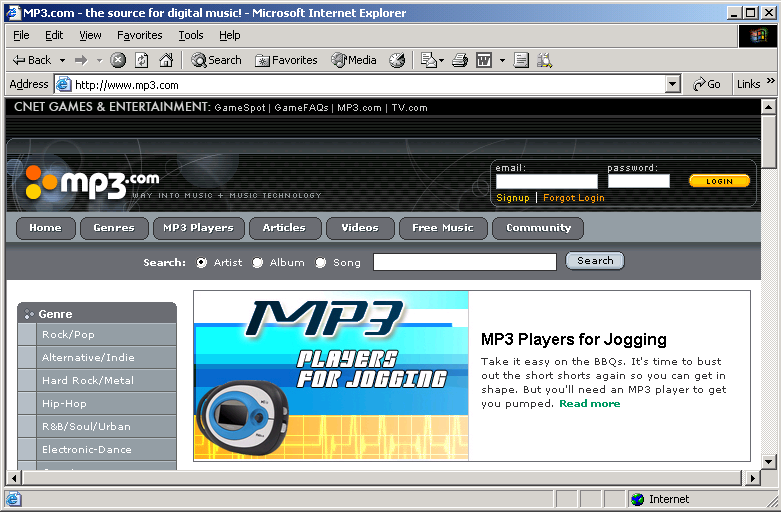 MP3.com - the source for digital music! - Microsoft Internet Explorer
File Edit View Favorites Tools Help
Back Search Favorites Media
Address http://www.mp3.com Go Links »
CNET GAMES & ENTERTAINMENT: GameSpot | GameFAQs | MP3.com | TV.com
email: password:
mp3.com
WAY INTO MUSIC + MUSIC TECHNOLOGY
LOGIN
Signup | Forgot Login
Home Genres MP3 Players Articles Videos Free Music Community
Search: Artist Album Song Search
Genre
Rock/Pop
Alternative/Indie
Hard Rock/Metal
Hip-Hop
R&B/Soul/Urban
Electronic-Dance
MP3
PLAYERS
FOR JOGGING
MP3 Players for Jogging
Take it easy on the BBQs. It's time to bust
out the short shorts again so you can get in
shape. But you'll need an MP3 player to get
you pumped. Read more
Internet